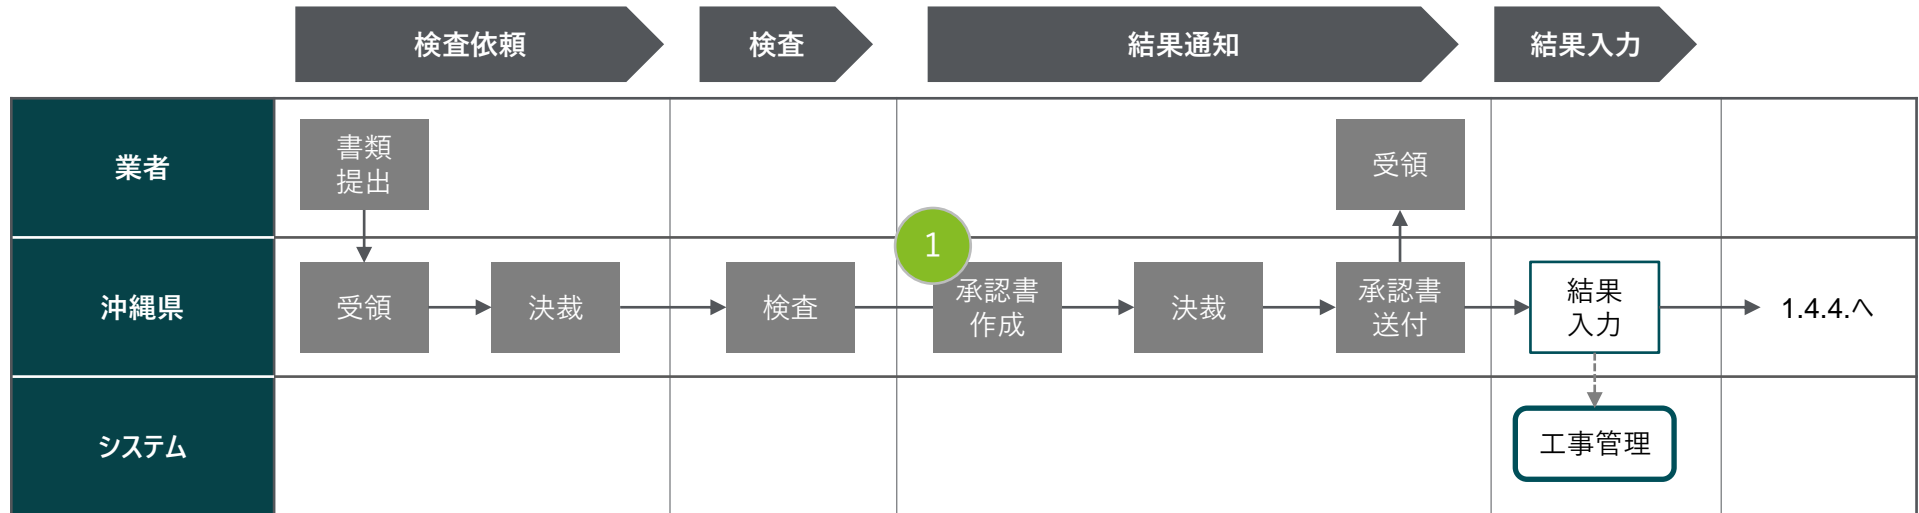 検査依頼
検査
結果通知
結果入力
業者
書類
提出
受領
沖縄県
受領
決裁
検査
1
承認書
作成
決裁
承認書
送付
結果
入力
1.4.4.へ
システム
工事管理